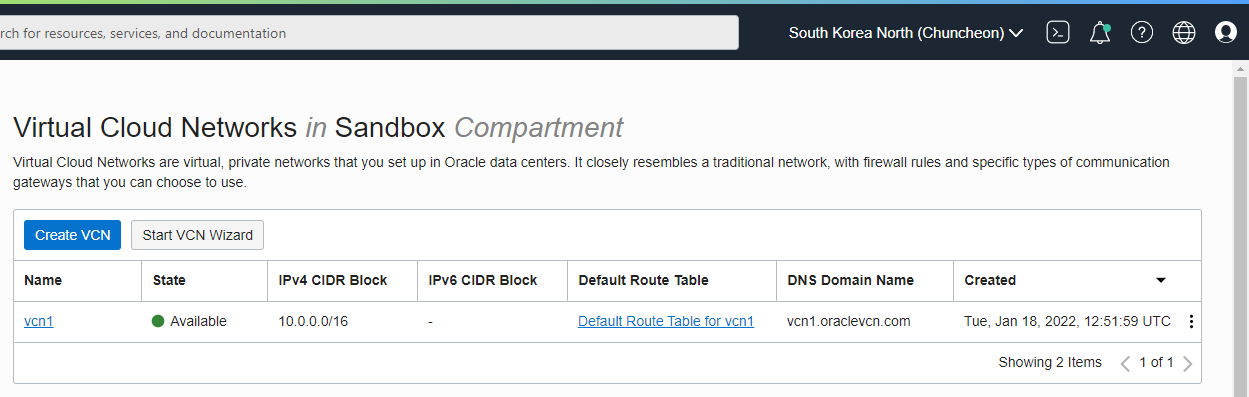 rch for resources, services, and documentation
South Korea North (Chuncheon)
Virtual Cloud Networks in Sandbox Compartment
Virtual Cloud Networks are virtual, private networks that you set up in Oracle data centers. It closely resembles a traditional network, with firewall rules and specific types of communication
gateways that you can choose to use.
Create VCN Start VCN Wizard
Name State IPv4 CIDR Block IPv6 CIDR Block Default Route Table DNS Domain Name Created
vcn1 Available 10.0.0.0/16 - Default Route Table for vcn1 vcn1.oraclevcn.com Tue, Jan 18, 2022, 12:51:59 UTC
Showing 2 Items 1 of 1